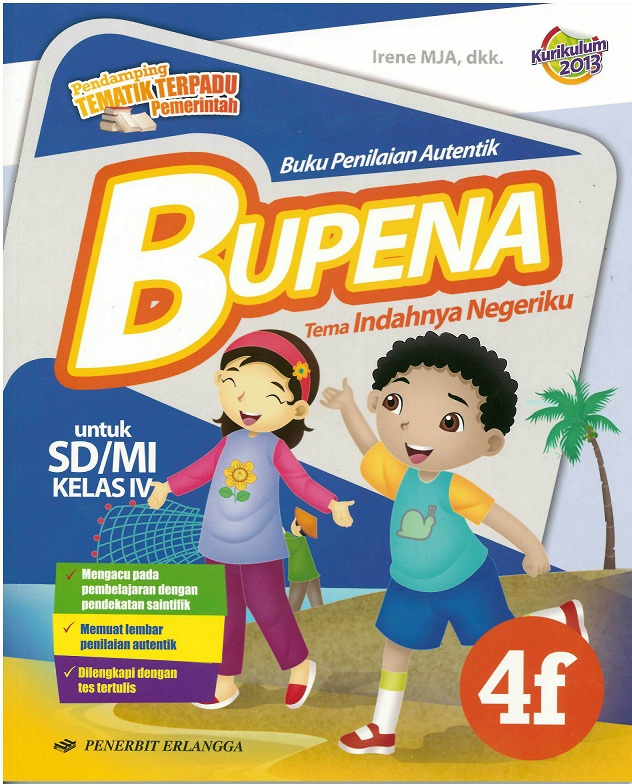 Irene MJA, dkk.
Kurikulum
2013
Pendamping
TEMATIK TERPADU
Pemerintah
Buku Penilaian Autentik
BUPENA
Tema Indahnya Negeriku
untuk
SD/MI
KELAS IV
✓ Mengacu pada
pembelajaran dengan
pendekatan saintifik
✓ Memuat lembar
penilaian autentik
✓ Dilengkapi dengan
tes tertulis
4f
PENERBIT ERLANGGA